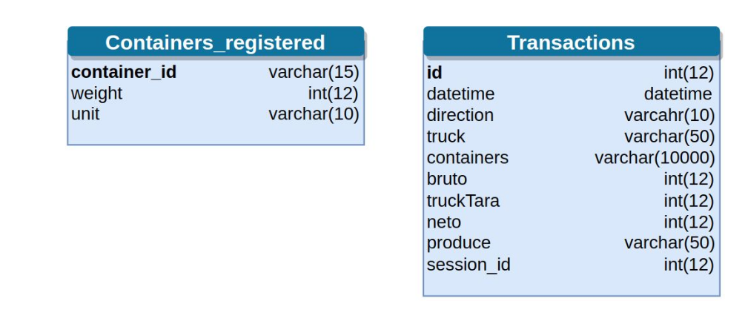 Containers_registered
container_id varchar(15)
weight int(12)
unit varchar(10)
Transactions
id int(12)
datetime datetime
direction varcahr(10)
truck varchar(50)
containers varchar(10000)
bruto int(12)
truckTara int(12)
neto int(12)
produce varchar(50)
session_id int(12)